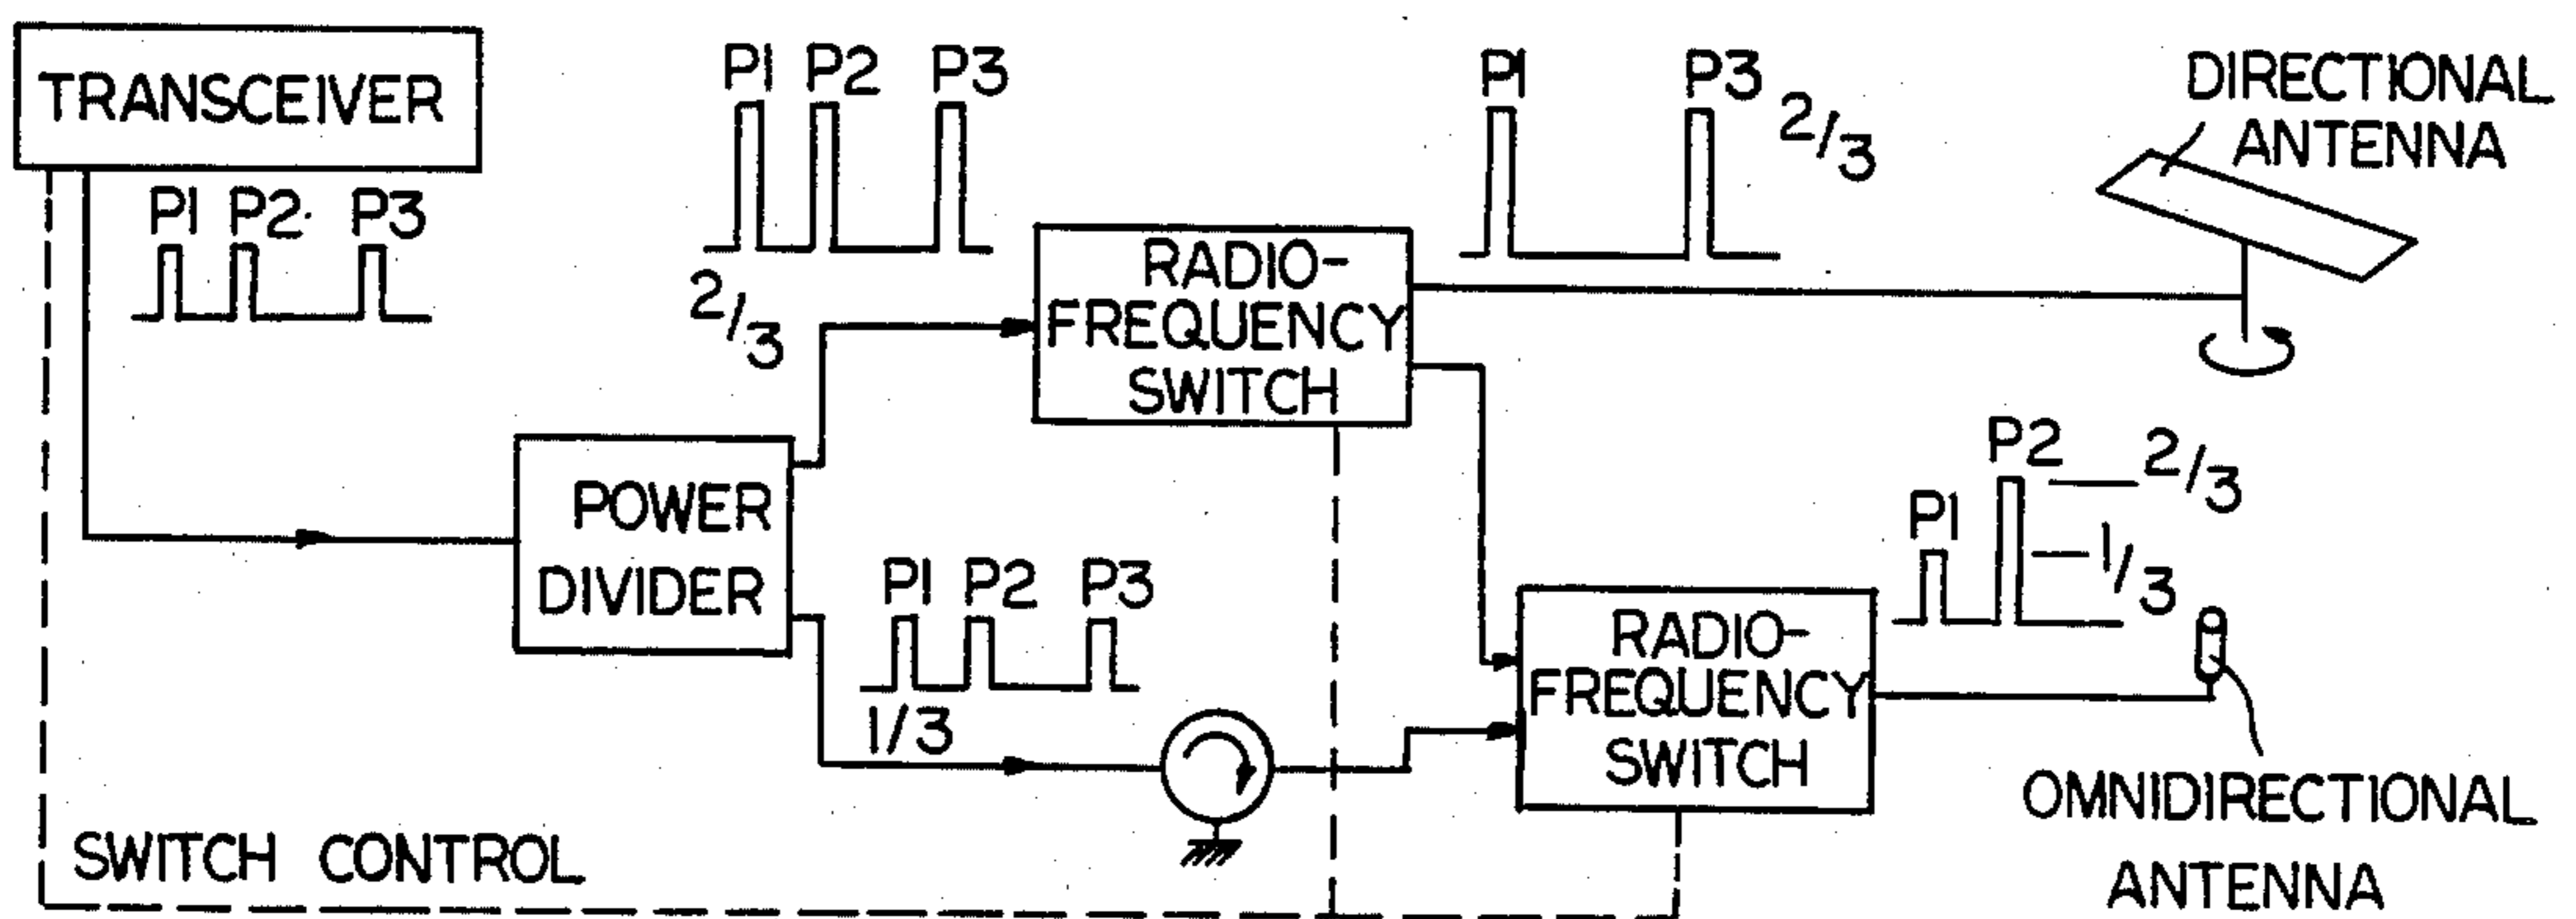 TRANSCEIVER
P1 P2 P3
P1 P2 P3
2/3
P1 P3
2/3
DIRECTIONAL
ANTENNA
RADIO-
FREQUENCY
SWITCH
POWER
DIVIDER
P1 P2 P3
1/3
P1 P2
2/3
1/3
RADIO-
FREQUENCY
SWITCH
OMNIDIRECTIONAL
ANTENNA
SWITCH CONTROL